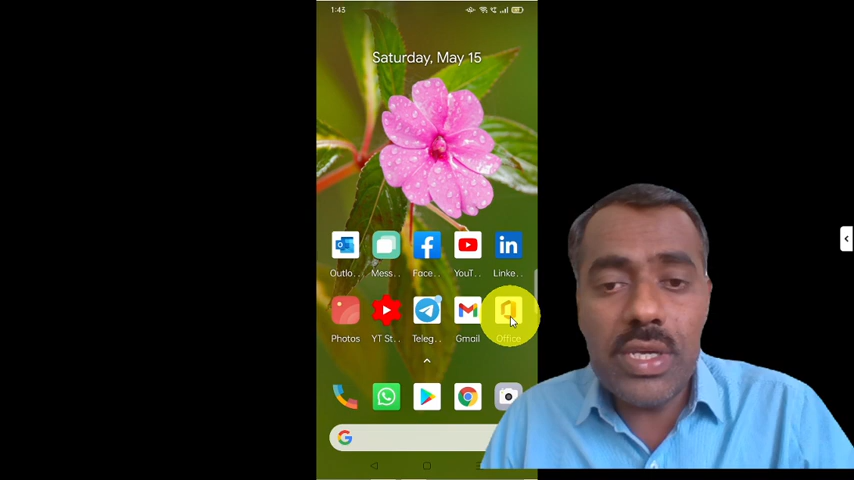 1:43
Saturday, May 15
Outlo.. Mess.. Face.. YouT.. Linke..
Photos YT St.. Teleg.. Gmail Office